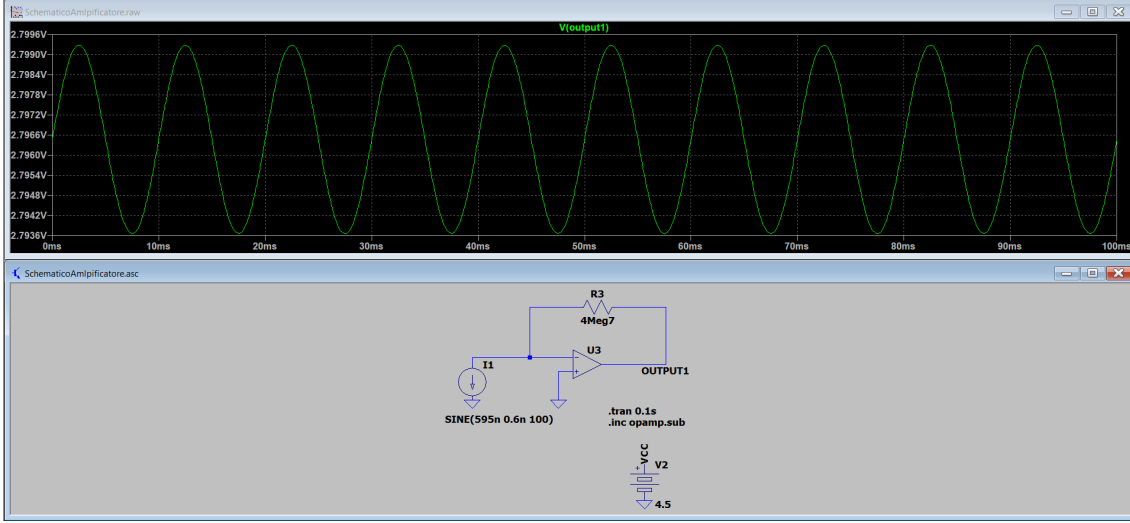 SchematicoAmlpificatore.raw
V(output1)
2.7996V
2.7990V
2.7984V
2.7978V
2.7972V
2.7966V
2.7960V
2.7954V
2.7948V
2.7942V
2.7936V
0ms 10ms 20ms 30ms 40ms 50ms 60ms 70ms 80ms 90ms 100ms
SchematicoAmlpificatore.asc
R3
4Meg7
U3
I1
OUTPUT1
SINE(595n 0.6n 100)
.tran 0.1s
.inc opamp.sub
VCC
V2
4.5